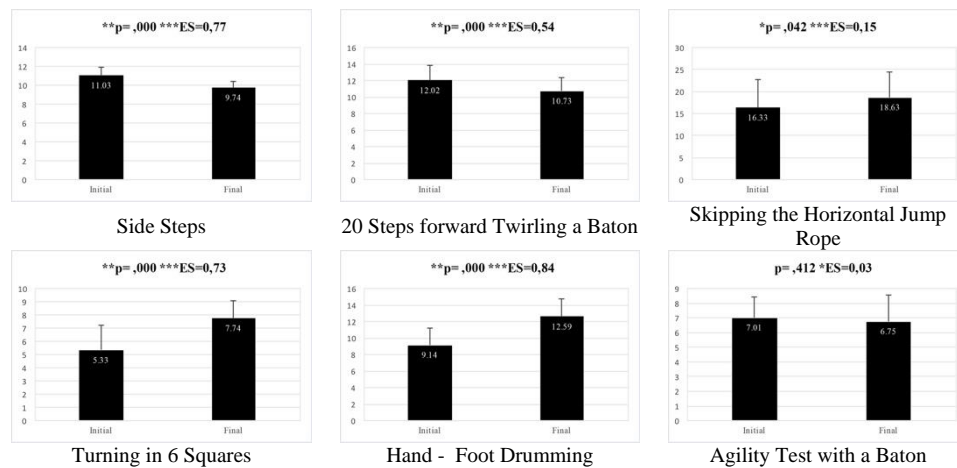 **p= ,000 ***ES=0,77
14
12
10
8
6
4
2
0
11.03
9.74
Initial
Final
Side Steps
**p= ,000 ***ES=0,54
16
14
12
10
8
6
4
2
0
12.02
10.73
Initial
Final
20 Steps forward Twirling a Baton
*p= ,042 ***ES=0,15
30
25
20
15
10
5
0
16.33
18.63
Initial
Final
Skipping the Horizontal Jump
Rope
**p= ,000 ***ES=0,73
10
9
8
7
6
5
4
3
2
1
0
5.33
7.74
Initial
Final
Turning in 6 Squares
**p= ,000 ***ES=0,84
16
14
12
10
8
6
4
2
0
9.14
12.59
Initial
Final
Hand - Foot Drumming
p= ,412 *ES=0,03
9
8
7
6
5
4
3
2
1
0
7.01
6.75
Initial
Final
Agility Test with a Baton